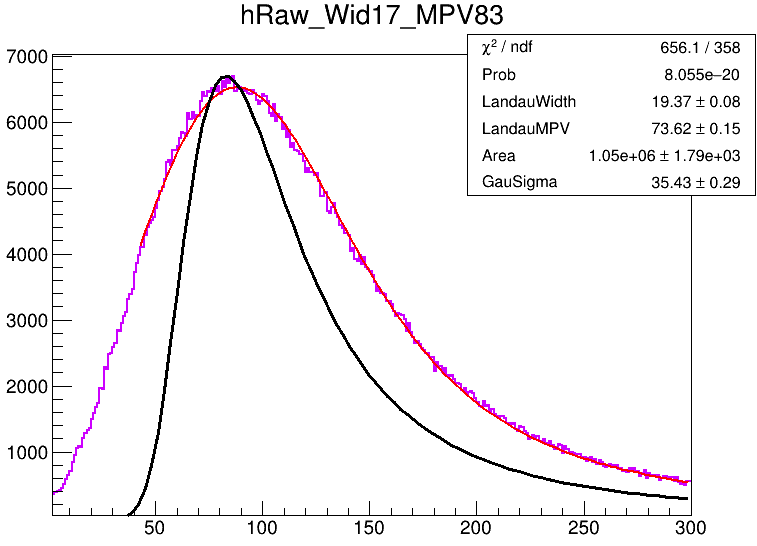 hRaw_Wid17_MPV83
χ² / ndf 656.1 / 358
Prob 8.055e−20
LandauWidth 19.37 ± 0.08
LandauMPV 73.62 ± 0.15
Area 1.05e+06 ± 1.79e+03
GauSigma 35.43 ± 0.29
7000
6000
5000
4000
3000
2000
1000
50 100 150 200 250 300